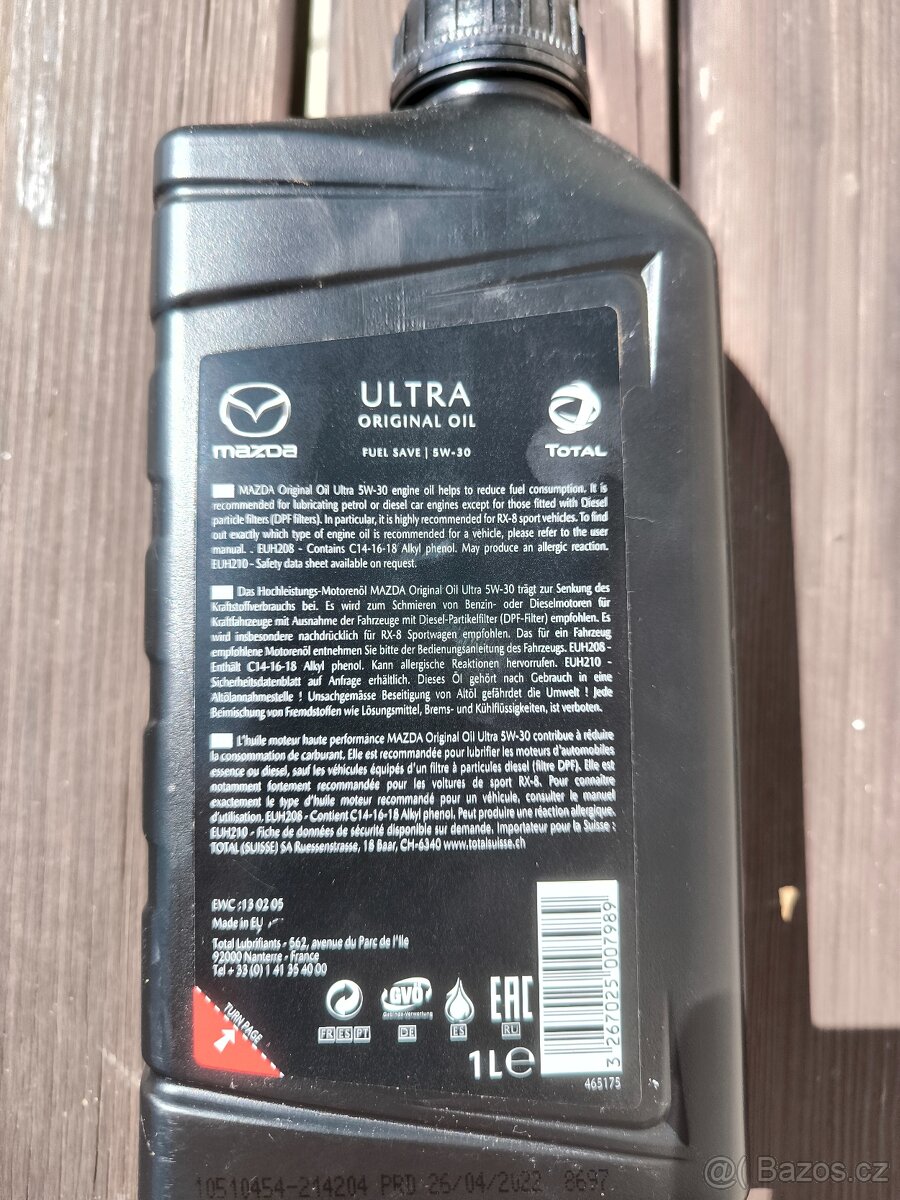 ULTRA
ORIGINAL OIL
mazda
FUEL SAVE | 5W-30
TOTAL
MAZDA Original Oil Ultra 5W-30 engine oil helps to reduce fuel consumption. It is
recommended for lubricating petrol or diesel car engines except for those fitted with Diesel
particle filters (DPF filters). In particular, it is highly recommended for RX-8 sport vehicles. To find
out exactly which type of engine oil is recommended for a vehicle, please refer to the user
manual. . EUH208 - Contains C14-16-18 Alkyl phenol. May produce an allergic reaction.
EUH210 - Safety data sheet available on request.
Das Hochleistungs-Motorenöl MAZDA Original Oil Ultra 5W-30 trägt zur Senkung des
Kraftstoffverbrauchs bei. Es wird zum Schmieren von Benzin- oder Dieselmotoren für
Kraftfahrzeuge mit Ausnahme der Fahrzeuge mit Diesel-Partikelfilter (DPF-Filter) empfohlen. Es
wird insbesondere nachdrücklich für RX-8 Sportwagen empfohlen. Das für ein Fahrzeug
empfohlene Motorenöl entnehmen Sie bitte der Bedienungsanleitung des Fahrzeugs. EUH208-
Enthält C14-16-18 Alkyl phenol. Kann allergische Reaktionen hervorrufen. EUH210 -
Sicherheitsdatenblatt auf Anfrage erhältlich. Dieses Öl gehört nach Gebrauch in eine
Altölannahmestelle ! Unsachgemässe Beseitigung von Altöl gefährdet die Umwelt ! Jede
Beimischung von Fremdstoffen wie Lösungsmittel, Brems- und Kühlflüssigkeiten, ist verboten.
L'huile moteur haute performance MAZDA Original Oil Ultra 5W-30 contribue à réduire
la consommation de carburant. Elle est recommandée pour lubrifier les moteurs d'automobiles
essence ou diesel, sauf les véhicules équipés d'un filtre à particules diesel (filtre DPF). Elle est
notamment fortement recommandée pour les voitures de sport RX-8. Pour connaitre
exactement le type d'huile moteur recommandé pour un véhicule, consulter le manuel
d'utilisation. EUH208 - Contient C14-16-18 Alkyl phenol. Peut produire une réaction allergique.
EUH210 - Fiche de données de sécurité disponible sur demande. Importateur pour la Suisse :
TOTAL (SUISSE) SA Ruessenstrasse, 18 Baar, CH-6340 www.totalsuisse.ch
EWC :13 02 05
Made in EU
Total Lubrifiants - 562, avenue du Parc de l'Ile
92000 Nanterre - France
Tel + 33 (0) 1 41 35 40 00
TURN PAGE
GVÖ
Gebinde-Verwertung
EAC
FR ES PT
DE
ES
RU
1L e
3 267025 007989
465175
10510454-244204 PRD 26/04/2022 8697
@ Bazos.cz